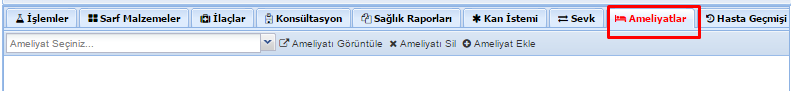 İşlemler Sarf Malzemeler İlaçlar Konsültasyon Sağlık Raporları Kan İstemi Sevk Ameliyatlar Hasta Geçmişi
Ameliyat Seçiniz... Ameliyatı Görüntüle Ameliyatı Sil Ameliyat Ekle